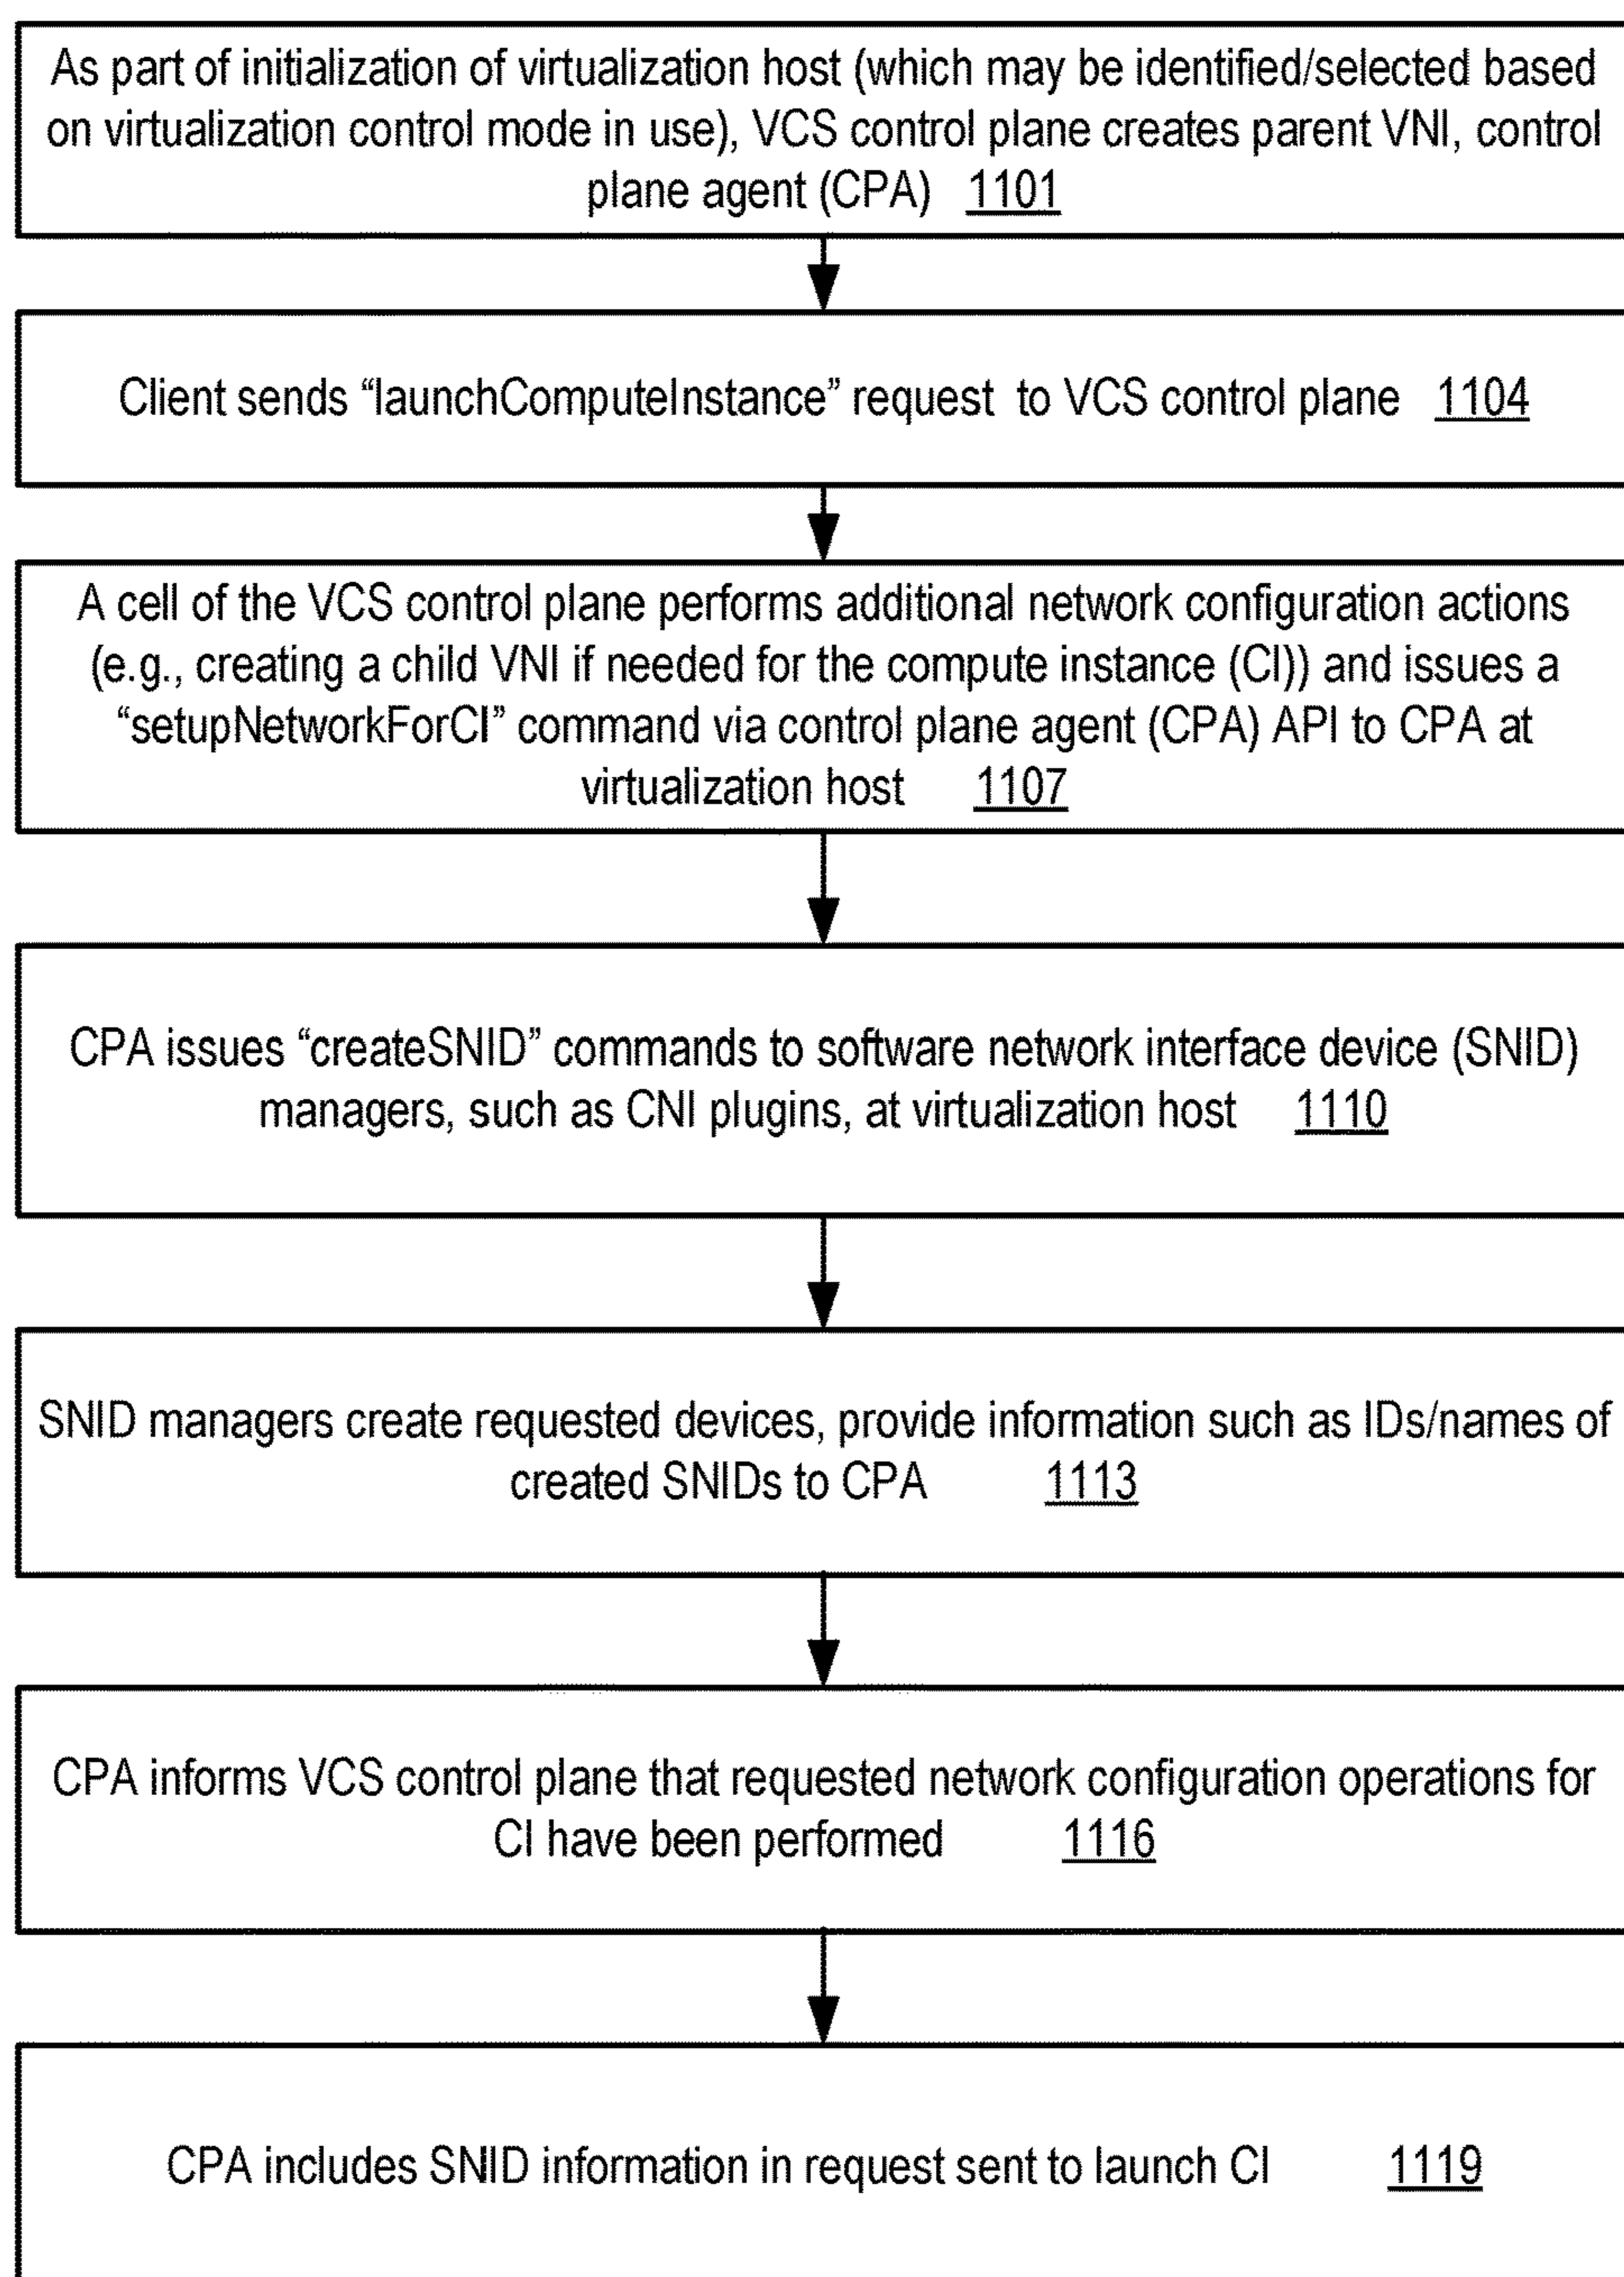 As part of initialization of virtualization host (which may be identified/selected based
on virtualization control mode in use), VCS control plane creates parent VNI, control
plane agent (CPA) 1101
Client sends “launchComputeInstance” request to VCS control plane 1104
A cell of the VCS control plane performs additional network configuration actions
(e.g., creating a child VNI if needed for the compute instance (CI)) and issues a
“setupNetworkForCI” command via control plane agent (CPA) API to CPA at
virtualization host 1107
CPA issues “createSNID” commands to software network interface device (SNID)
managers, such as CNI plugins, at virtualization host 1110
SNID managers create requested devices, provide information such as IDs/names of
created SNIDs to CPA 1113
CPA informs VCS control plane that requested network configuration operations for
CI have been performed 1116
CPA includes SNID information in request sent to launch CI 1119